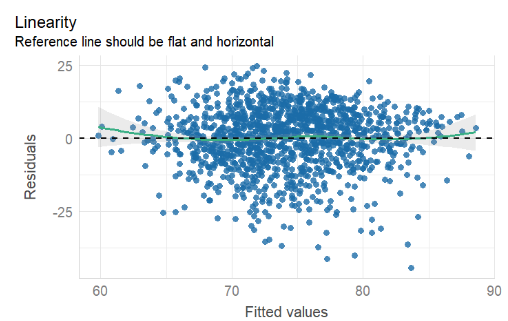 Linearity
Reference line should be flat and horizontal
25
0
-25
Residuals
60
70
80
90
Fitted values